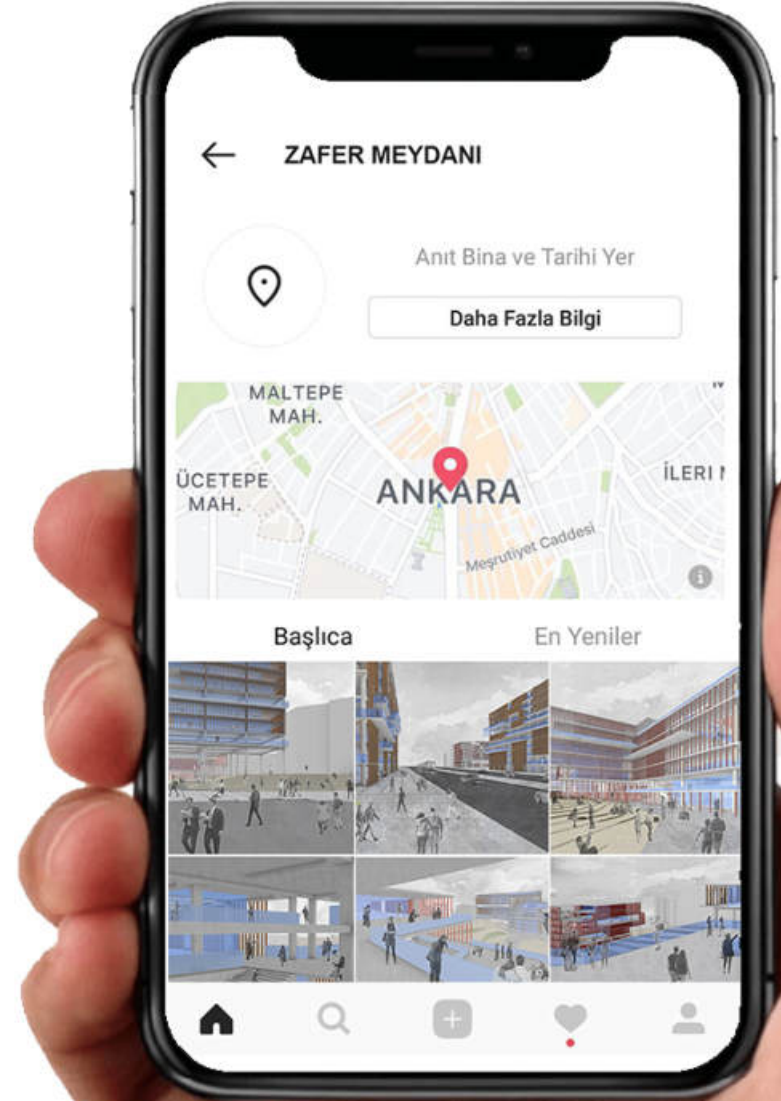 ZAFER MEYDANI
Anıt Bina ve Tarihi Yer
Daha Fazla Bilgi
MALTEPE
MAH.
ÜCETEPE
MAH.
ANKARA
İLERI
Meşrutiyet Caddesi
Başlıca
En Yeniler